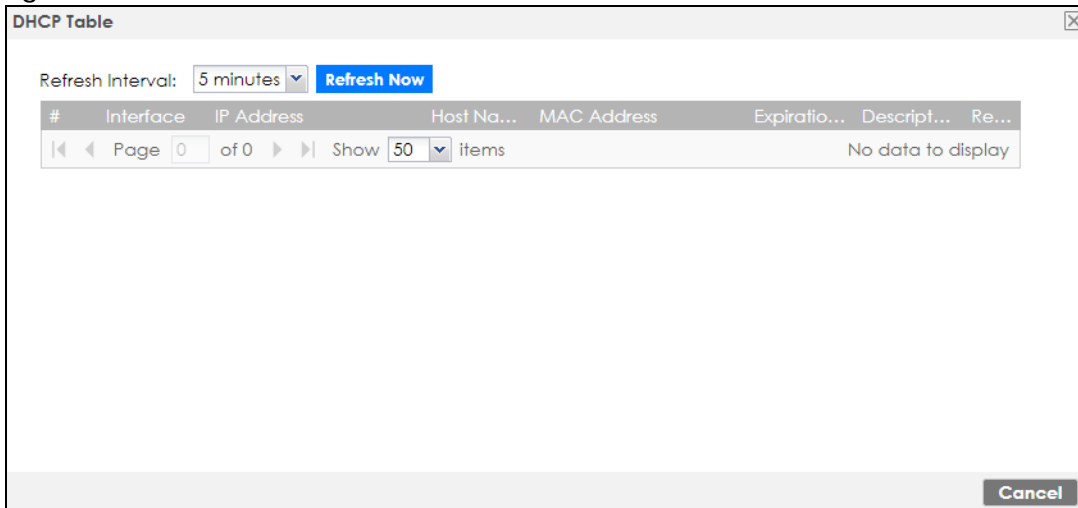 DHCP Table
Refresh Interval: 5 minutes Refresh Now
# Interface IP Address Host Na... MAC Address Expiratio... Descript... Re...
Page 0 of 0 Show 50 items No data to display
Cancel